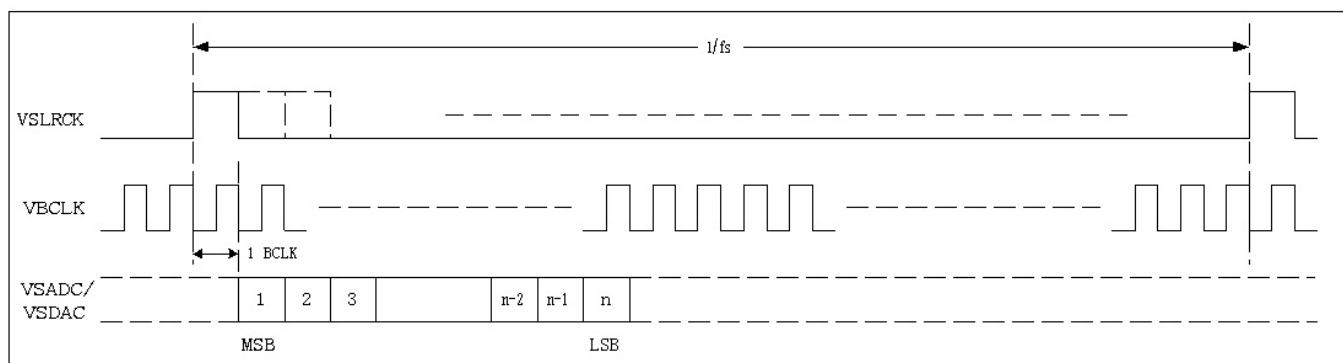 1/fs
VSLRCK
VBCLK
1 BCLK
VSADC/
VSDAC
1 2 3 n-2 n-1 n
MSB LSB